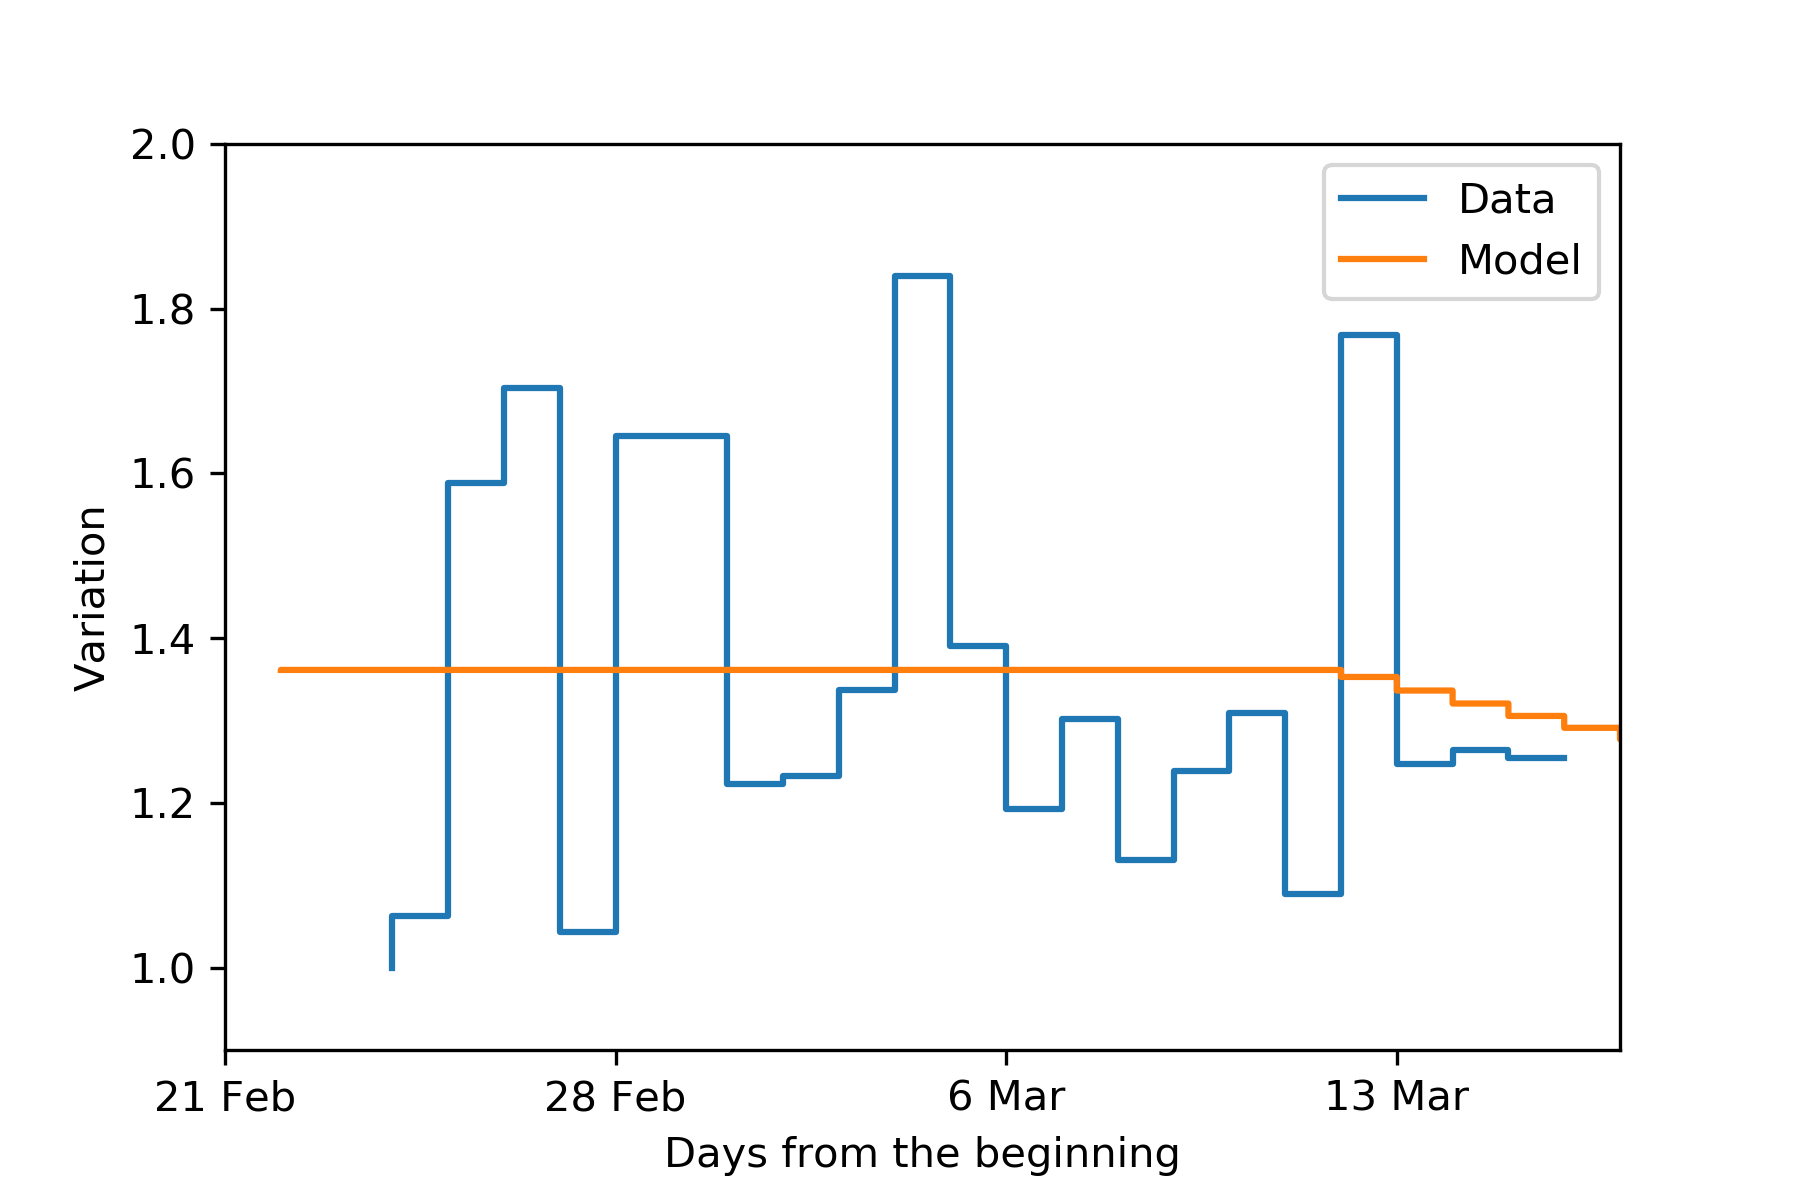 2.0
1.8
1.6
1.4
1.2
1.0
Variation
Data
Model
21 Feb
28 Feb
6 Mar
13 Mar
Days from the beginning